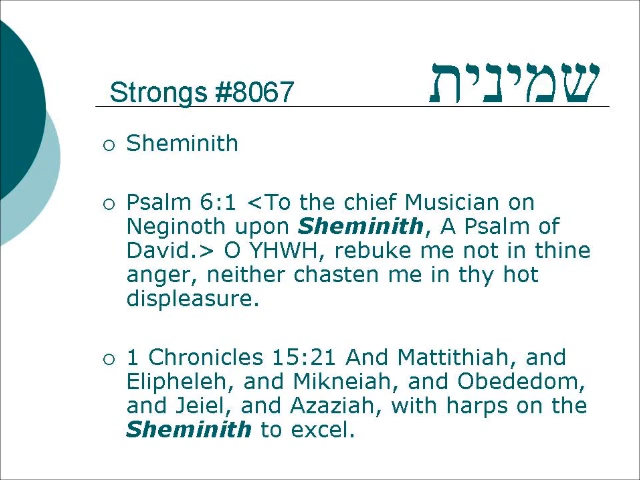 Strongs #8067 שמינית
Sheminith
Psalm 6:1 <To the chief Musician on
Neginoth upon Sheminith, A Psalm of
David.> O YHWH, rebuke me not in thine
anger, neither chasten me in thy hot
displeasure.
1 Chronicles 15:21 And Mattithiah, and
Elipheleh, and Mikneiah, and Obededom,
and Jeiel, and Azaziah, with harps on the
Sheminith to excel.